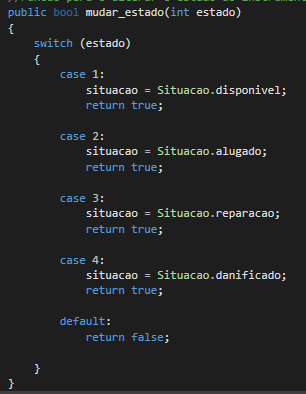 public bool mudar_estado(int estado)
{
    switch (estado)
    {
        case 1:
            situacao = Situacao.disponivel;
            return true;

        case 2:
            situacao = Situacao.alugado;
            return true;

        case 3:
            situacao = Situacao.reparacao;
            return true;

        case 4:
            situacao = Situacao.danificado;
            return true;

        default:
            return false;

    }
}